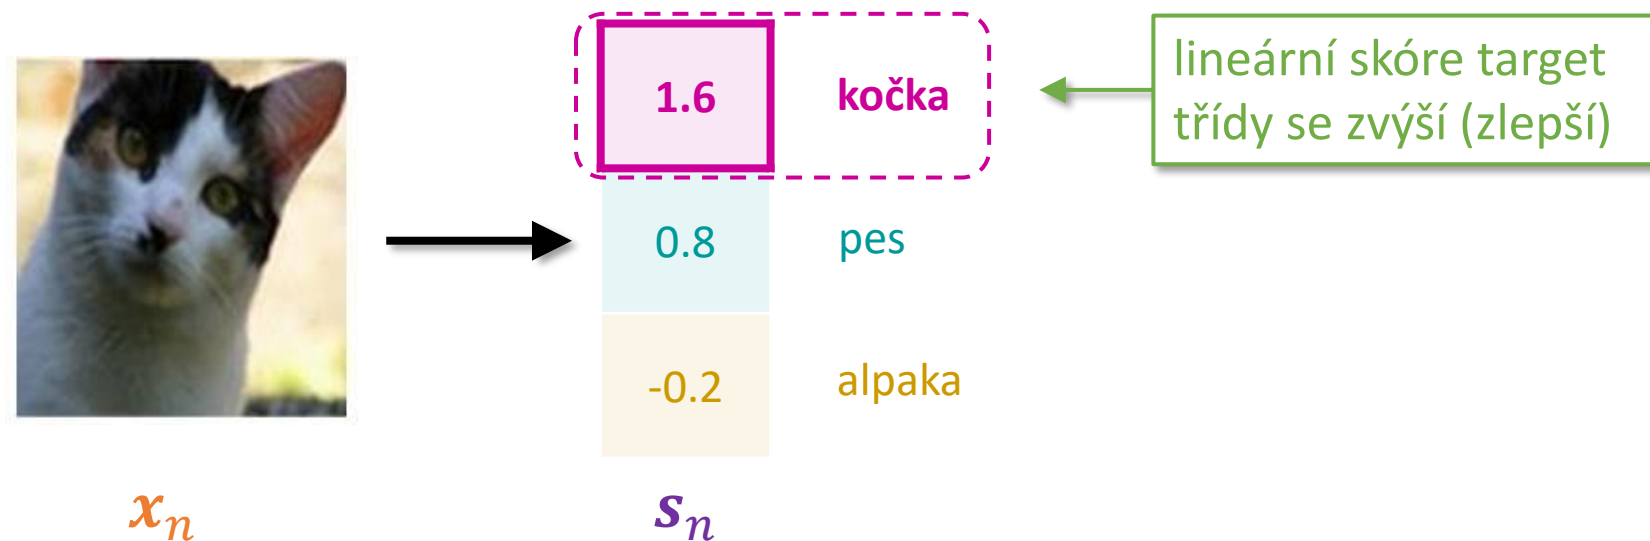 1.6 kočka
lineární skóre target
třídy se zvýší (zlepší)
0.8 pes
-0.2 alpaka
xₙ sₙ